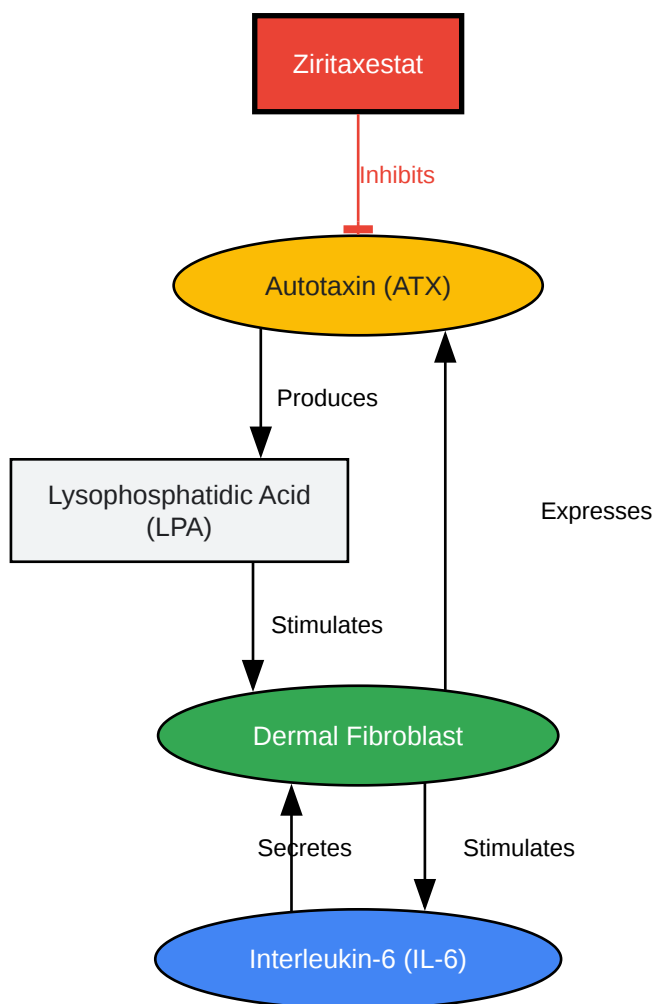 Ziritaxestat
Inhibits
Autotaxin (ATX)
Produces
Lysophosphatidic Acid
(LPA)
Expresses
Stimulates
Dermal Fibroblast
Secretes
Stimulates
Interleukin-6 (IL-6)